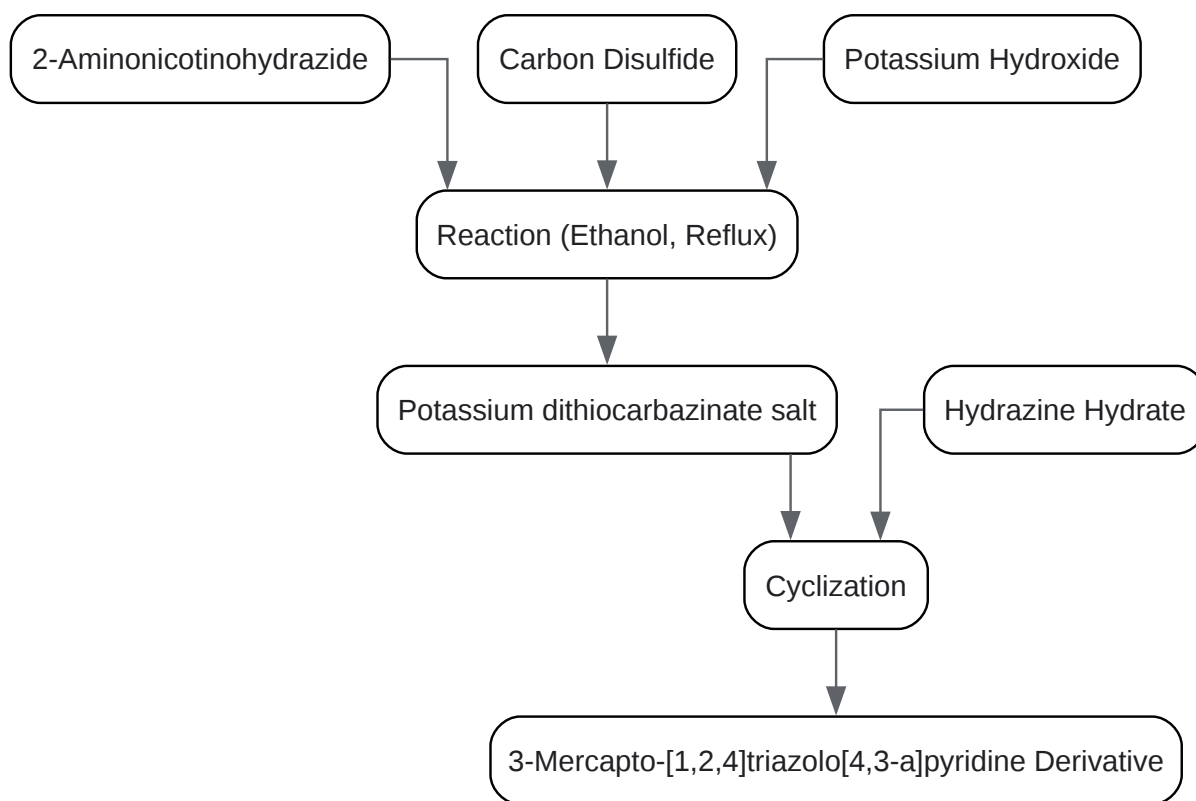 2-Aminonicotinohydrazide
Carbon Disulfide
Potassium Hydroxide
Reaction (Ethanol, Reflux)
Potassium dithiocarbazinate salt
Hydrazine Hydrate
Cyclization
3-Mercapto-[1,2,4]triazolo[4,3-a]pyridine Derivative